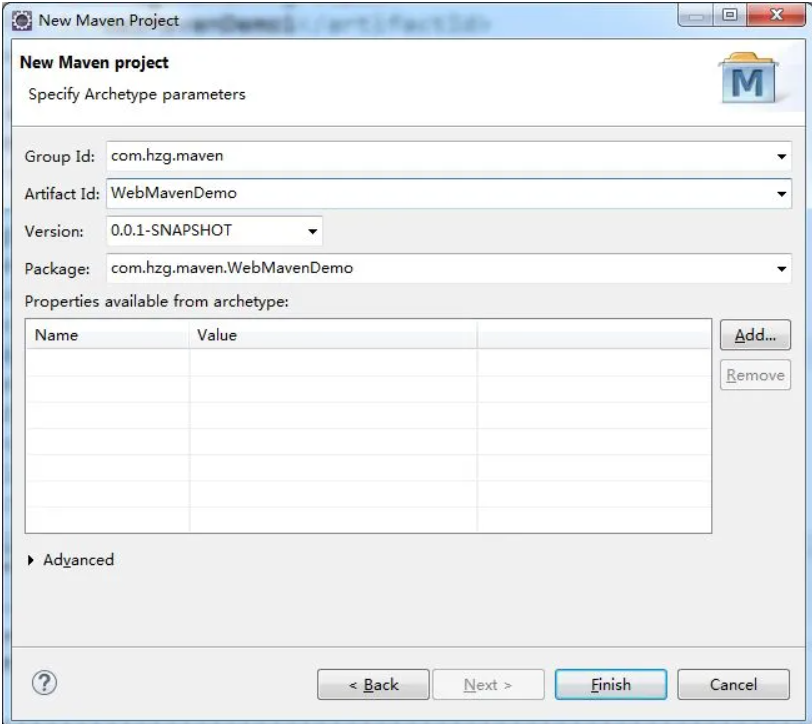 New Maven Project
New Maven project
Specify Archetype parameters
M
Group Id: com.hzg.maven
Artifact Id: WebMavenDemo
Version: 0.0.1-SNAPSHOT
Package: com.hzg.maven.WebMavenDemo
Properties available from archetype:
Name Value
Add...
Remove
Advanced
? < Back Next > Finish Cancel